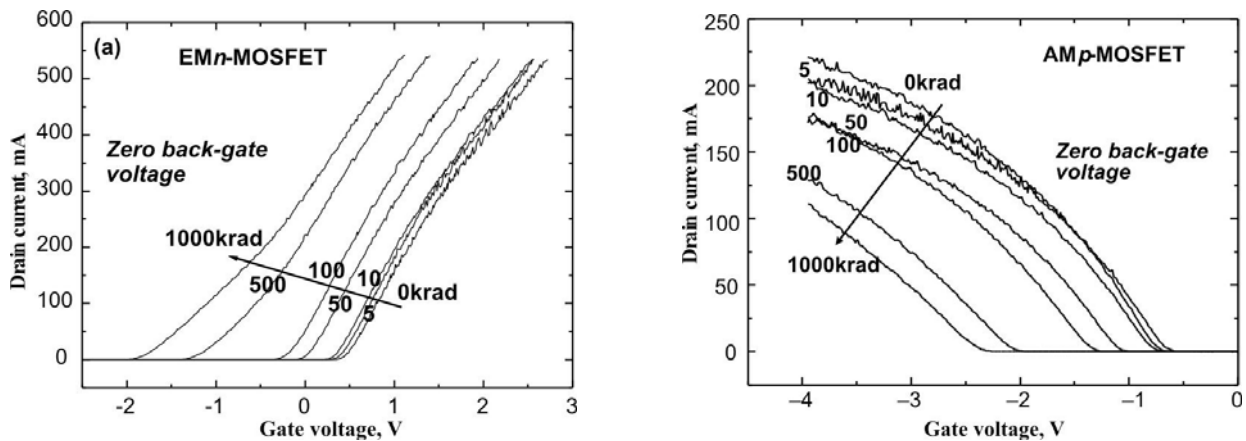 (a)
EMn-MOSFET
Zero back-gate
voltage
1000krad
500
100
50
10
5
0krad
Drain current, mA
600
500
400
300
200
100
0
-2
-1
0
1
2
3
Gate voltage, V
AMp-MOSFET
0krad
5
10
50
100
500
1000krad
Zero back-gate
voltage
Drain current, mA
250
200
150
100
50
0
–4
–3
–2
–1
0
Gate voltage, V